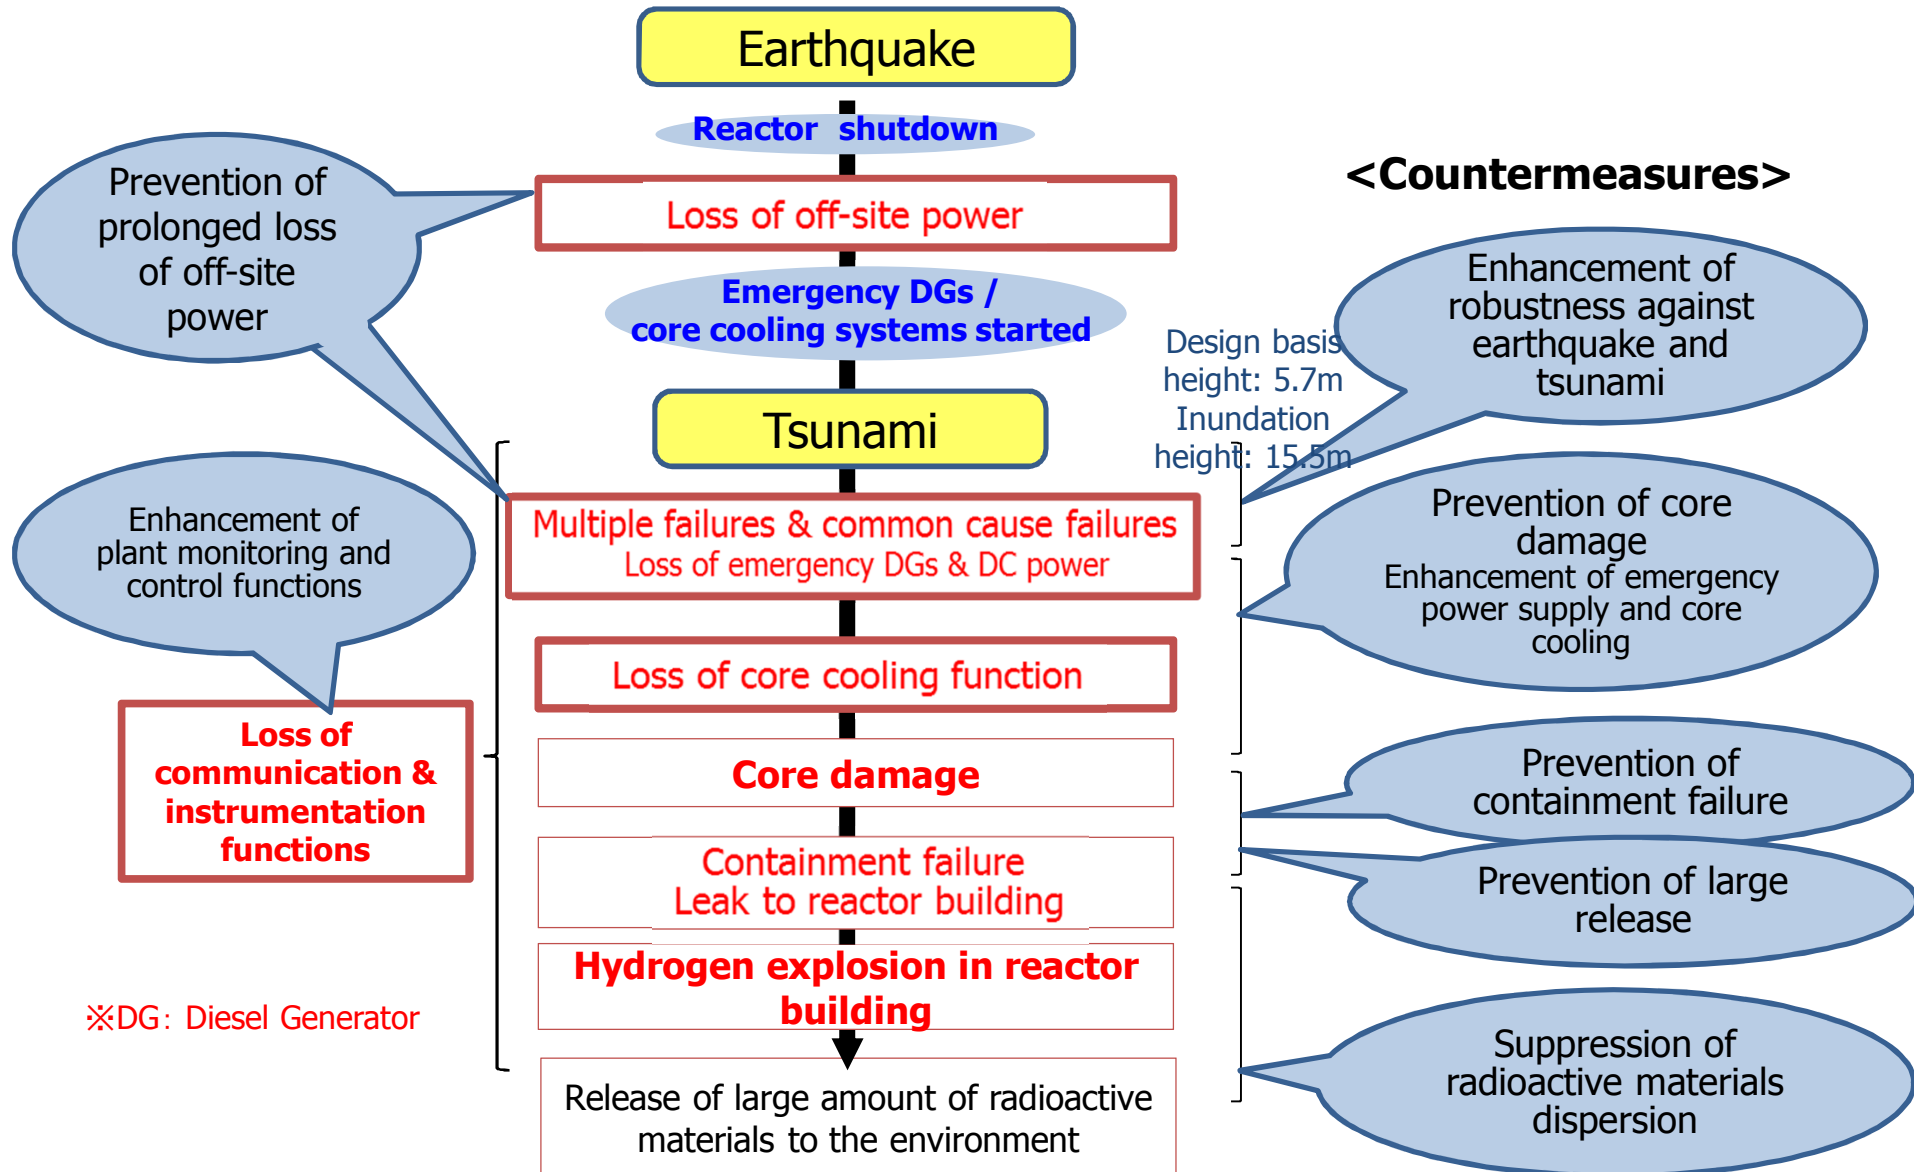 Earthquake
Reactor shutdown
Prevention of
prolonged loss
of off-site
power
<Countermeasures>
Loss of off-site power
Emergency DGs /
core cooling systems started
Enhancement of
robustness against
earthquake and
tsunami
Design basis
height: 5.7m
Inundation
height: 15.5m
Tsunami
Multiple failures & common cause failures
Loss of emergency DGs & DC power
Enhancement of
plant monitoring and
control functions
Prevention of core
damage
Enhancement of emergency
power supply and core
cooling
Loss of core cooling function
Loss of
communication &
instrumentation
functions
Core damage
Prevention of
containment failure
Containment failure
Leak to reactor building
Prevention of large
release
Hydrogen explosion in reactor
building
※DG: Diesel Generator
Suppression of
radioactive materials
dispersion
Release of large amount of radioactive
materials to the environment